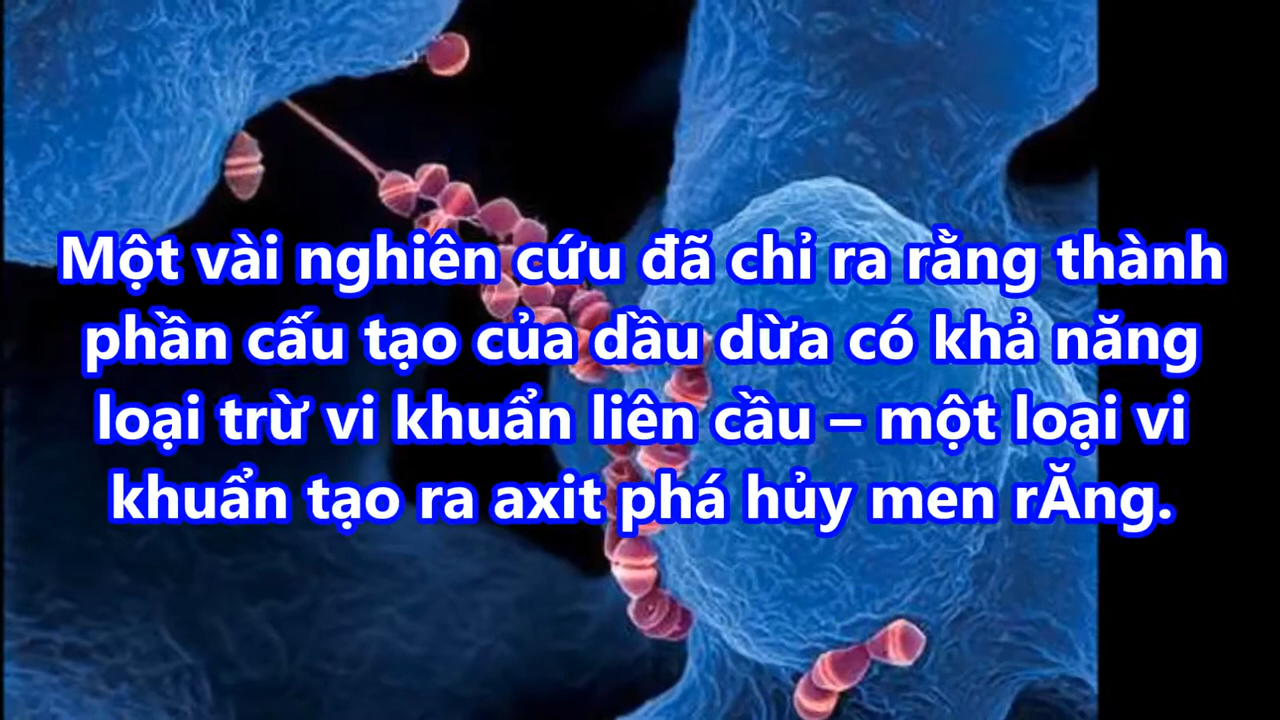 Một vài nghiên cứu đã chỉ ra rằng thành
phần cấu tạo của dầu dừa có khả năng
loại trừ vi khuẩn liên cầu – một loại vi
khuẩn tạo ra axit phá hủy men rĂng.